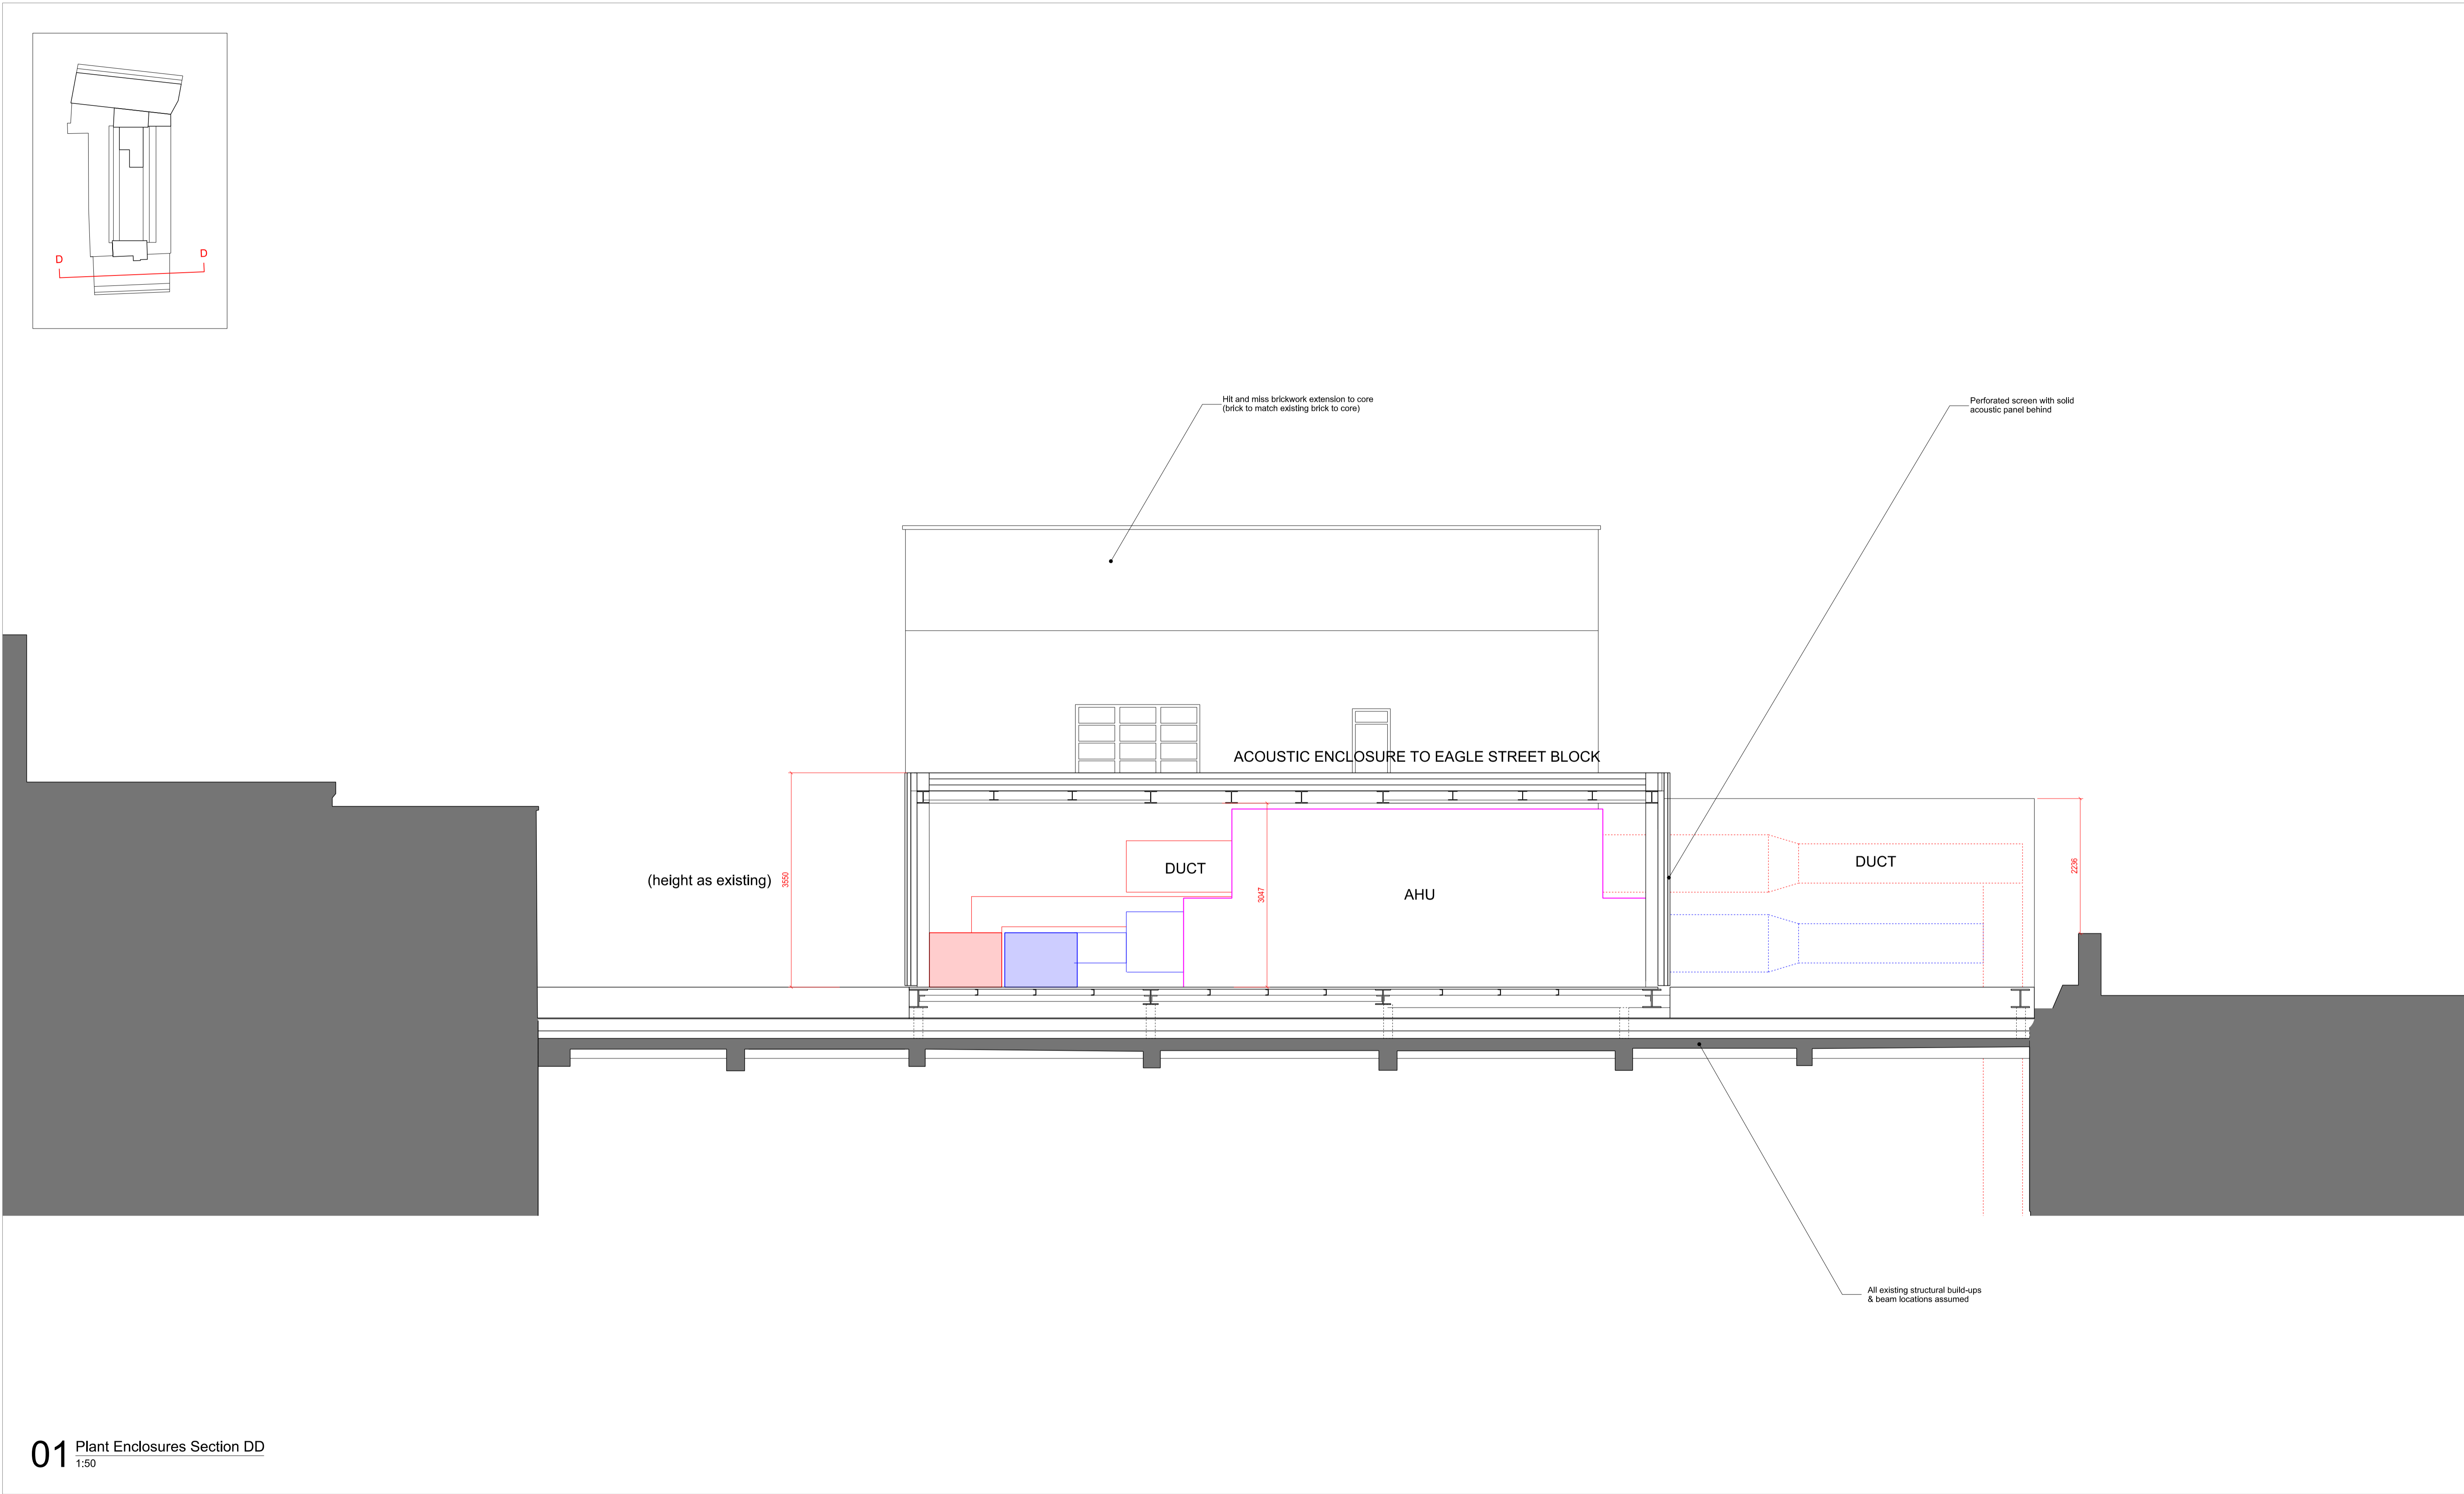 D
D
Hit and miss brickwork extension to core
(brick to match existing brick to core)
Perforated screen with solid
acoustic panel behind
ACOUSTIC ENCLOSURE TO EAGLE STREET BLOCK
(height as existing)
3550
DUCT
3047
AHU
DUCT
2236
All existing structural build-ups
& beam locations assumed
01
Plant Enclosures Section DD
1:50